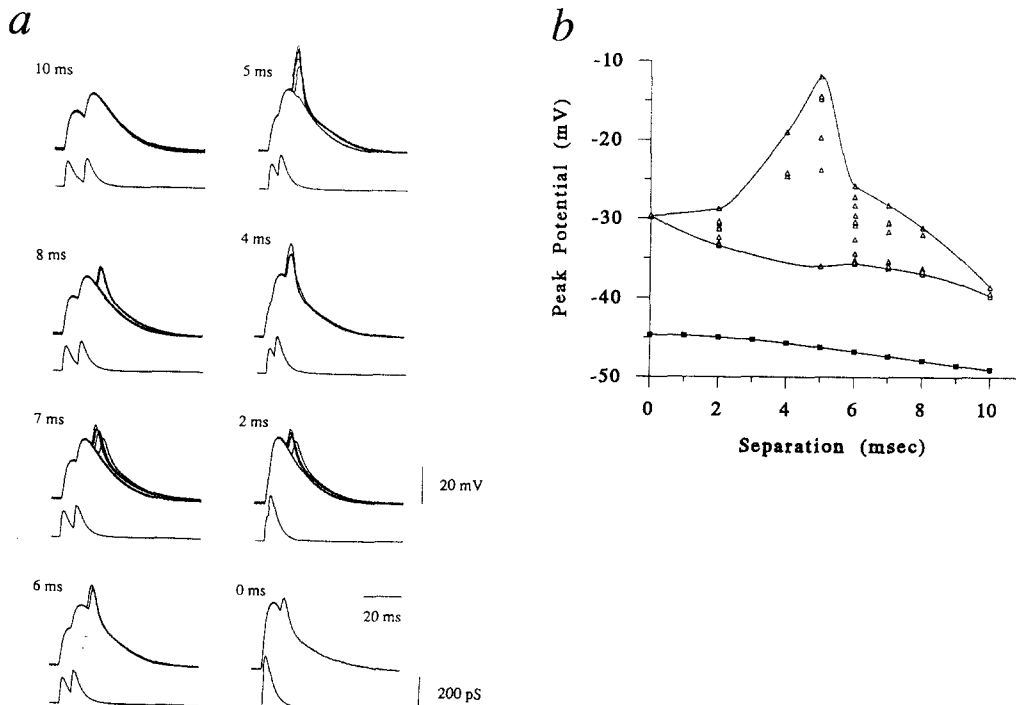 a
10 ms
5 ms
8 ms
4 ms
7 ms
2 ms
20 mV
6 ms
0 ms
20 ms
200 pS
b
-10
-20
-30
-40
-50
Peak Potential (mV)
0 2 4 6 8 10
Separation (msec)